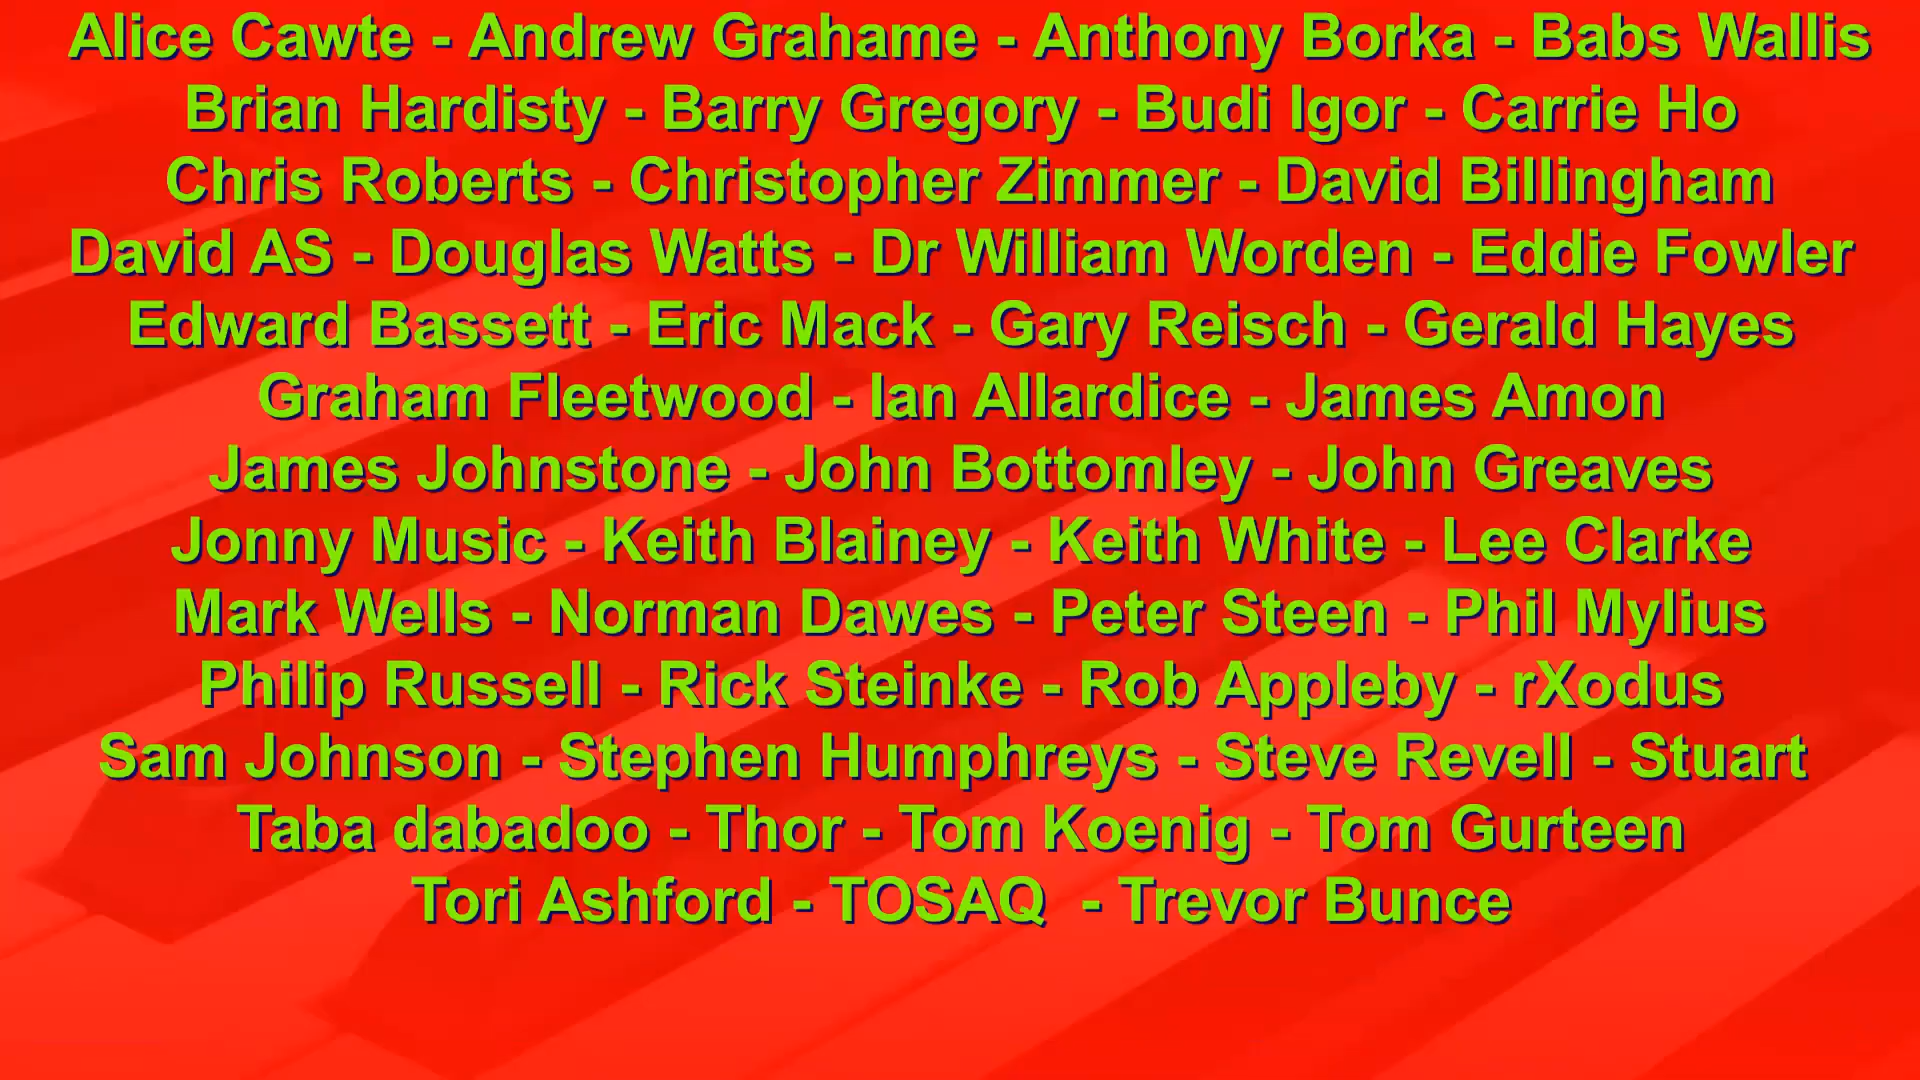 Alice Cawte - Andrew Grahame - Anthony Borka - Babs Wallis
Brian Hardisty - Barry Gregory - Budi Igor - Carrie Ho
Chris Roberts - Christopher Zimmer - David Billingham
David AS - Douglas Watts - Dr William Worden - Eddie Fowler
Edward Bassett - Eric Mack - Gary Reisch - Gerald Hayes
Graham Fleetwood - Ian Allardice - James Amon
James Johnstone - John Bottomley - John Greaves
Jonny Music - Keith Blainey - Keith White - Lee Clarke
Mark Wells - Norman Dawes - Peter Steen - Phil Mylius
Philip Russell - Rick Steinke - Rob Appleby - rXodus
Sam Johnson - Stephen Humphreys - Steve Revell - Stuart
Taba dabadoo - Thor - Tom Koenig - Tom Gurteen
Tori Ashford - TOSAQ  - Trevor Bunce